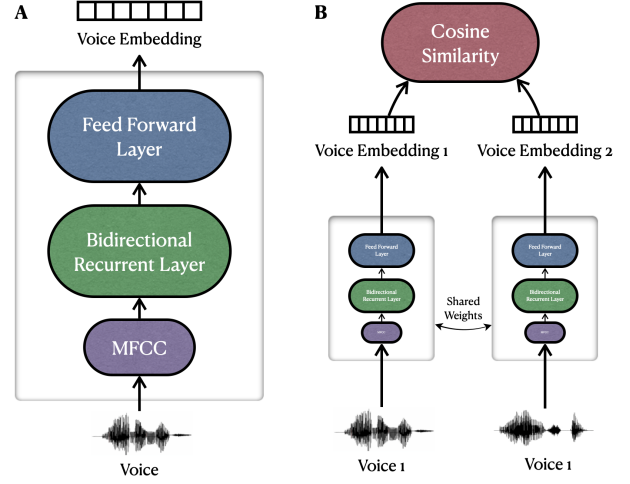 A
Voice Embedding
Feed Forward
Layer
Bidirectional
Recurrent Layer
MFCC
Voice
B
Cosine
Similarity
Voice Embedding 1
Voice Embedding 2
Feed Forward
Layer
Bidirectional
Recurrent Layer
Feed Forward
Layer
Bidirectional
Recurrent Layer
Shared
Weights
Voice 1
Voice 1